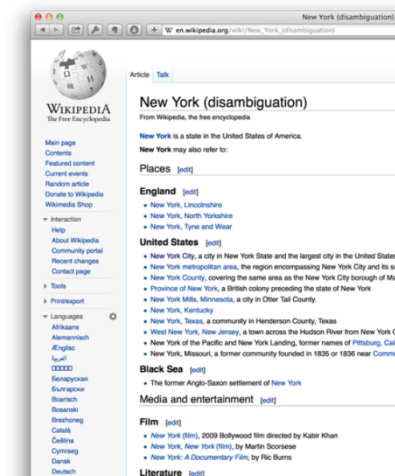 New York (disambiguation)
en.wikipedia.org/wiki/New_York_(disambiguation)
WIKIPEDIA
The Free Encyclopedia
Main page
Contents
Featured content
Current events
Random article
Donate to Wikipedia
Wikimedia Shop
Interaction
Help
About Wikipedia
Community portal
Recent changes
Contact page
Tools
Print/export
Languages
Afrikaans
Alemannisch
Ænglisc
العربية
Беларуская
Български
Boarisch
Bosanski
Brezhoneg
Català
Čeština
Cymraeg
Dansk
Deutsch
Article Talk
New York (disambiguation)
From Wikipedia, the free encyclopedia
New York is a state in the United States of America.
New York may also refer to:
Places [edit]
England [edit]
New York, Lincolnshire
New York, North Yorkshire
New York, Tyne and Wear
United States [edit]
New York City, a city in New York State and the largest city in the United States
New York metropolitan area, the region encompassing New York City and its
New York County, covering the same area as the New York City borough of
Province of New York, a British colony preceding the state of New York
New York Mills, Minnesota, a city in Otter Tail County.
New York, Kentucky
New York, Texas, a community in Henderson County, Texas
West New York, New Jersey, a town across the Hudson River from New York
New York of the Pacific and New York Landing, former names of Pittsburg,
New York, Missouri, a former community founded in 1835 or 1836 near
Black Sea [edit]
The former Anglo-Saxon settlement of New York
Media and entertainment [edit]
Film [edit]
New York (film), 2009 Bollywood film directed by Kabir Khan
New York, New York (film), by Martin Scorsese
New York: A Documentary Film, by Ric Burns
Literature [edit]